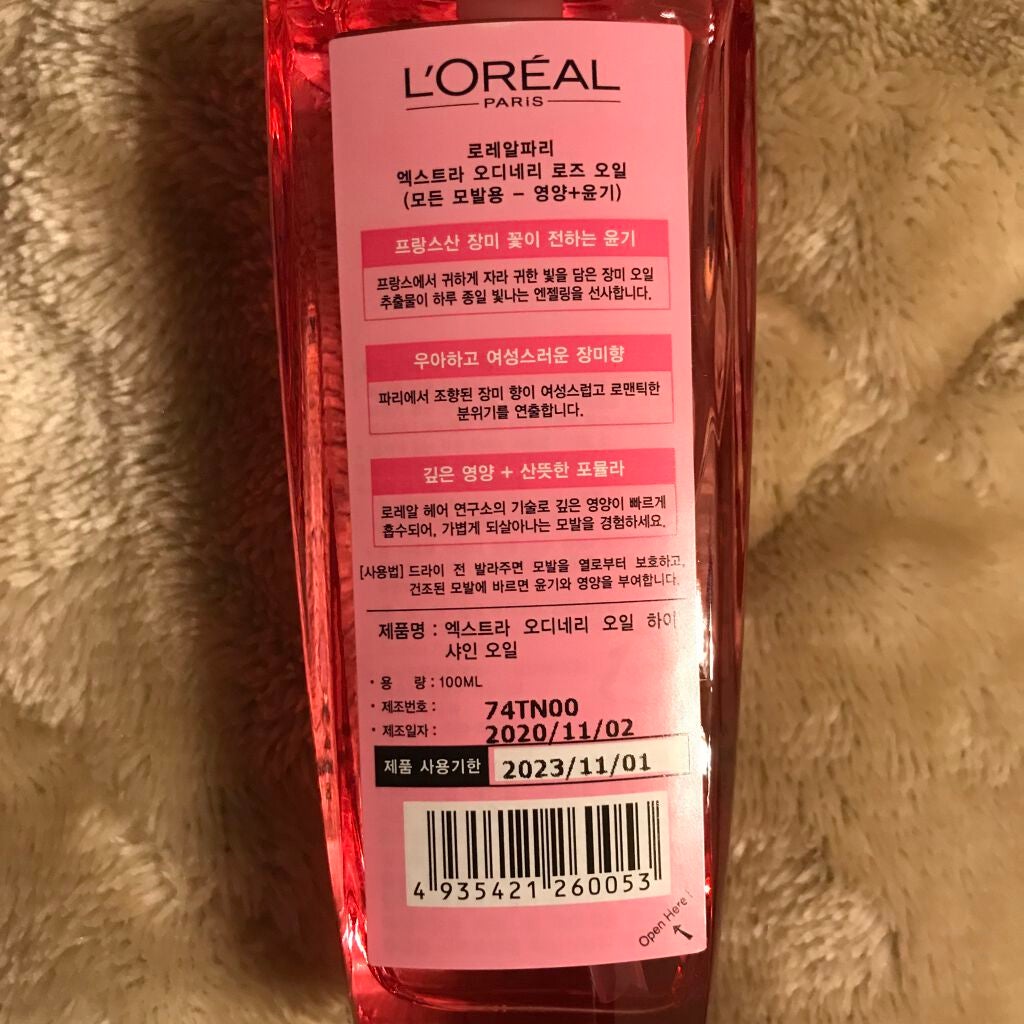 L'ORÉAL
PARIS
로레알파리
엑스트라 오디네리 로즈 오일
(모든 모발용 - 영양+윤기)
프랑스산 장미 꽃이 전하는 윤기
프랑스에서 귀하게 자라 귀한 빛을 담은 장미 오일
추출물이 하루 종일 빛나는 엔젤링을 선사합니다.
우아하고 여성스러운 장미향
파리에서 조향된 장미 향이 여성스럽고 로맨틱한
분위기를 연출합니다.
깊은 영양 + 산뜻한 포뮬라
로레알 헤어 연구소의 기술로 깊은 영양이 빠르게
흡수되어, 가볍게 되살아나는 모발을 경험하세요.
[사용법] 드라이 전 발라주면 모발을 열로부터 보호하고,
건조된 모발에 바르면 윤기와 영양을 부여합니다.
제품명 : 엑스트라 오디네리 오일 하이
샤인 오일
· 용 량 : 100ML
· 제조번호 : 74TN00
· 제조일자 : 2020/11/02
제품 사용기한 2023/11/01
4 935421 260053
Open Here !